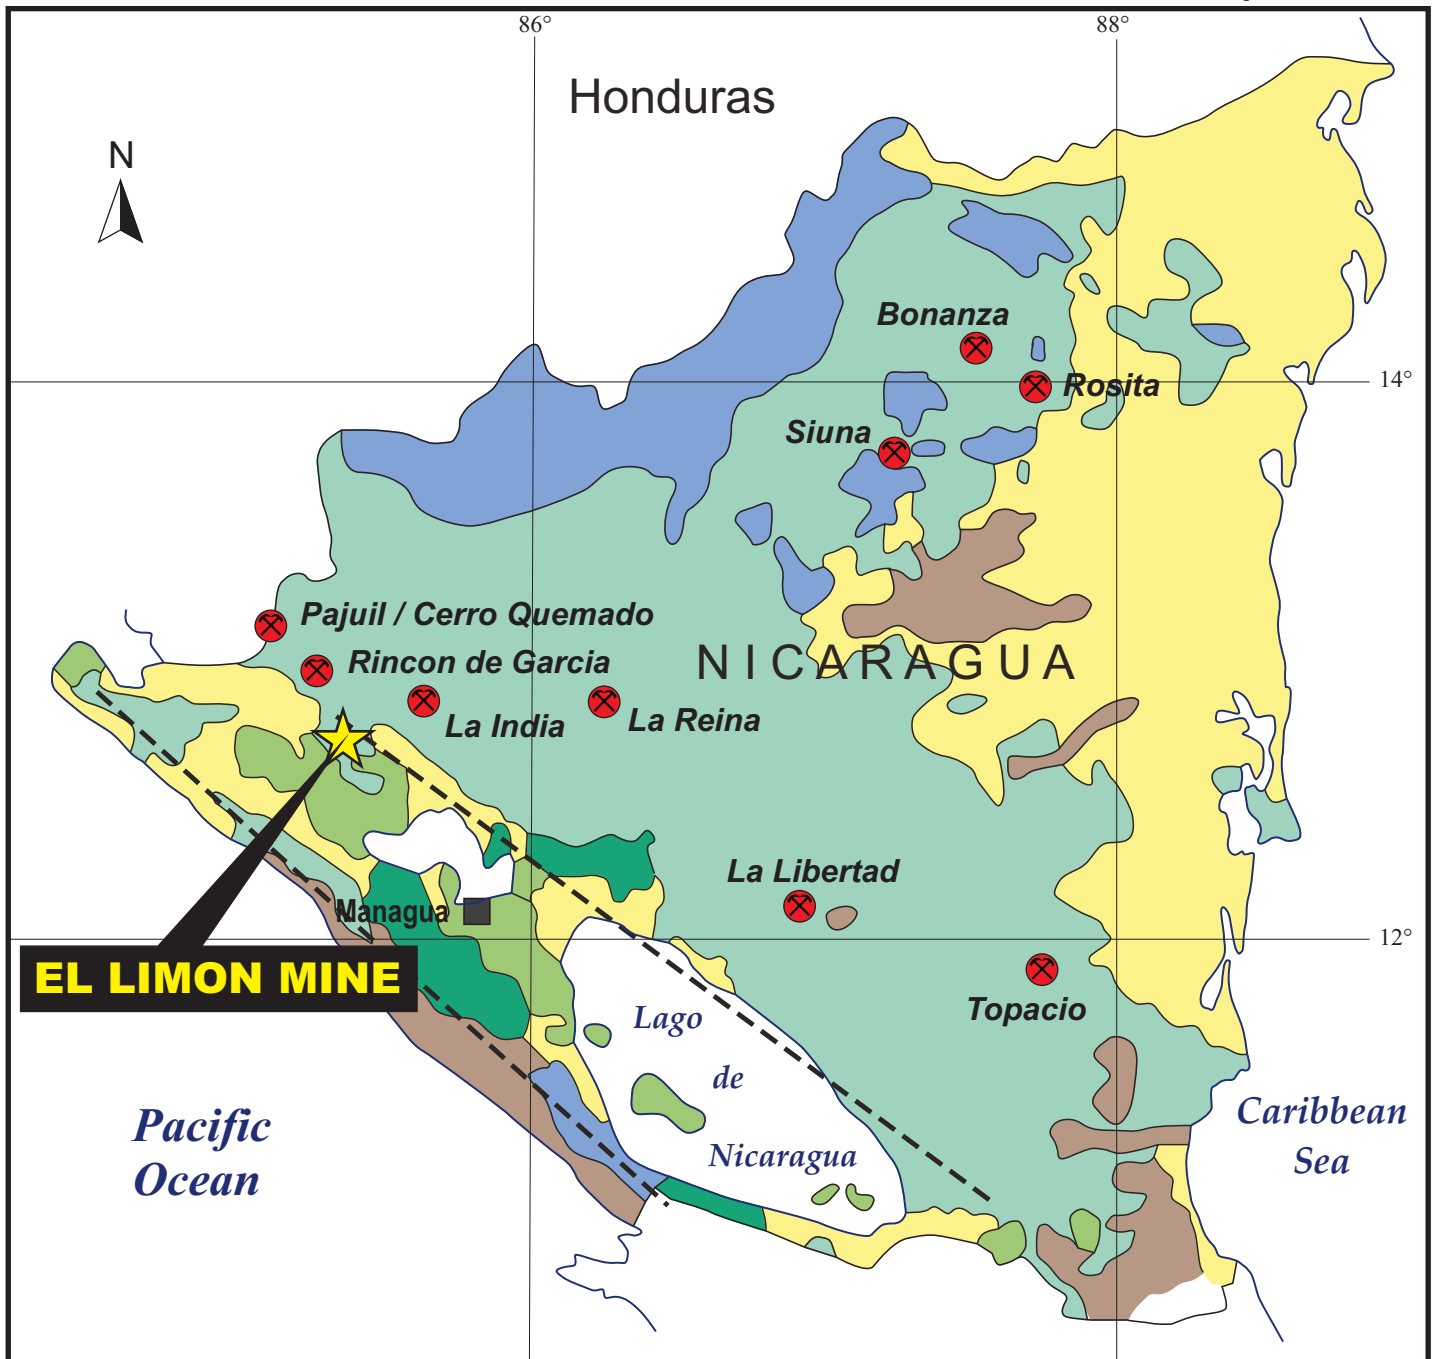 86°
88°
Honduras
N
Bonanza
14°
Rosita
Siuna
Pajuil / Cerro Quemado
NICARAGUA
Rincon de Garcia
La India
La Reina
La Libertad
Managua
12°
EL LIMON MINE
Topacio
Lago
de
Nicaragua
Pacific
Ocean
Caribbean
Sea